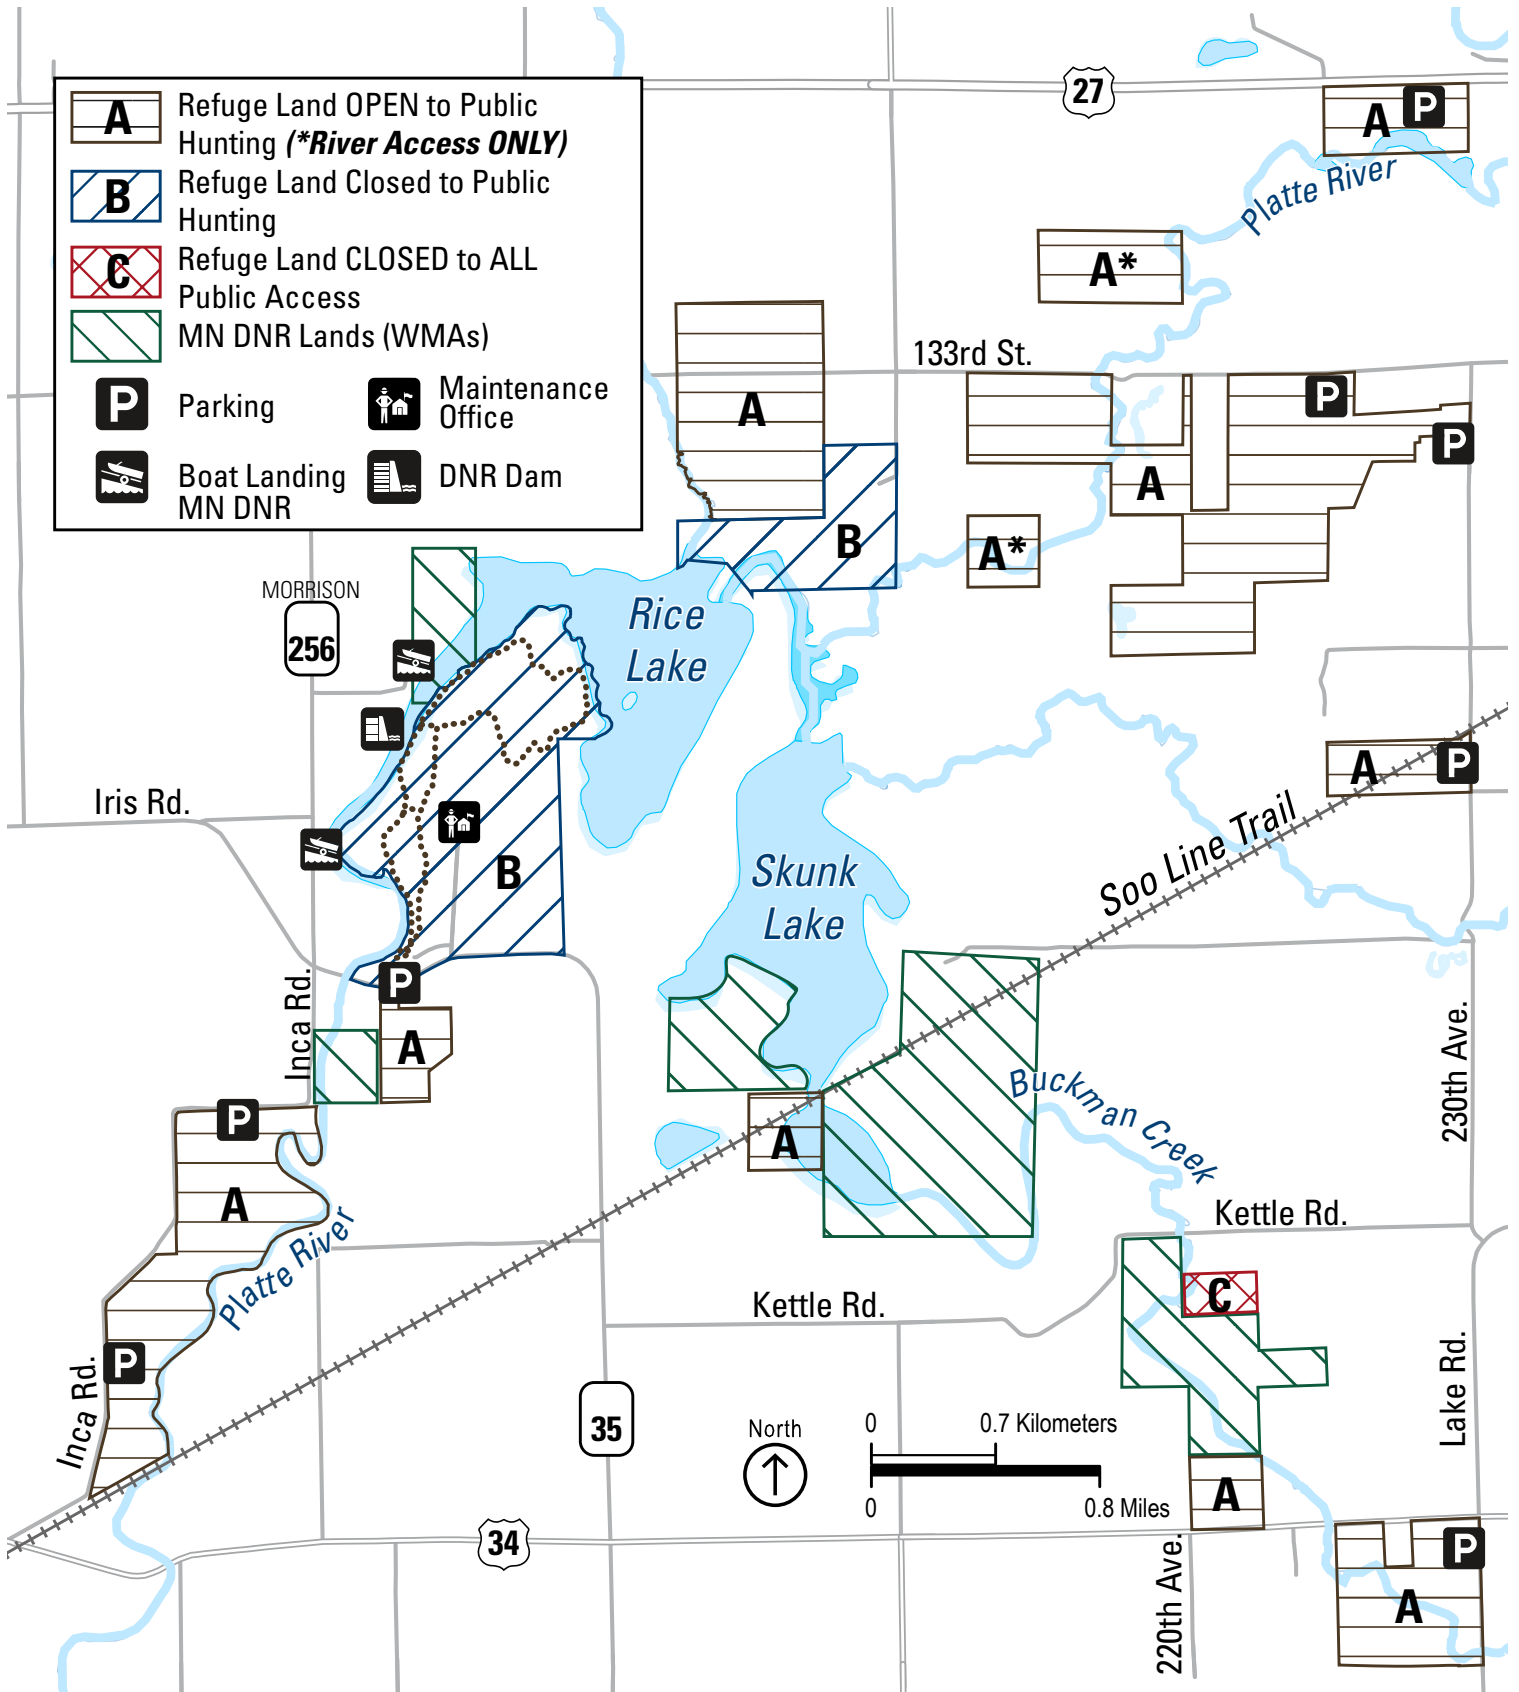 A
Refuge Land OPEN to Public
Hunting (*River Access ONLY)
B
Refuge Land Closed to Public
Hunting
C
Refuge Land CLOSED to ALL
Public Access
MN DNR Lands (WMAs)
P
Parking
Maintenance
Office
Boat Landing
MN DNR
DNR Dam
27
A
P
Platte River
A*
133rd St.
A
P
P
A
B
A*
MORRISON
256
Rice
Lake
A
P
Iris Rd.
B
Skunk
Lake
Soo Line Trail
P
Inca Rd.
A
230th Ave.
Buckman Creek
P
A
A
Platte River
Kettle Rd.
C
Kettle Rd.
P
Inca Rd.
Lake Rd.
35
North
0
0.7 Kilometers
0
0.8 Miles
A
34
P
220th Ave.
A